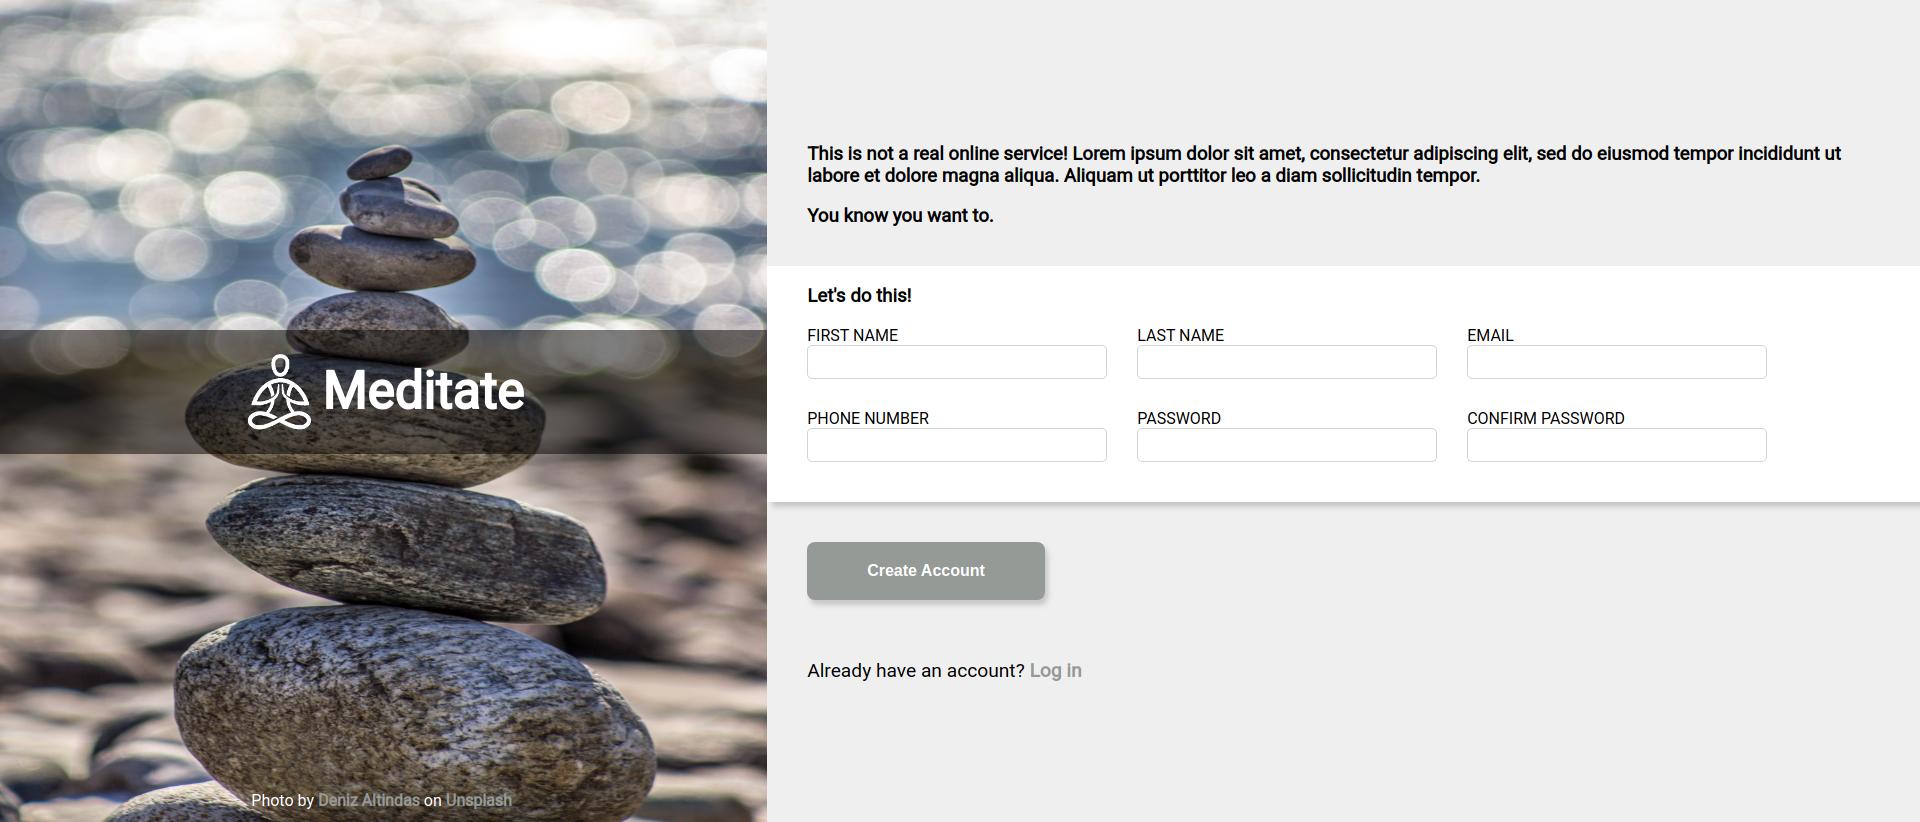 Meditate
Photo by Deniz Altindas on Unsplash
This is not a real online service! Lorem ipsum dolor sit amet, consectetur adipiscing elit, sed do eiusmod tempor incididunt ut
labore et dolore magna aliqua. Aliquam ut porttitor leo a diam sollicitudin tempor.
You know you want to.
Let's do this!
FIRST NAME LAST NAME EMAIL
PHONE NUMBER PASSWORD CONFIRM PASSWORD
Create Account
Already have an account? Log in